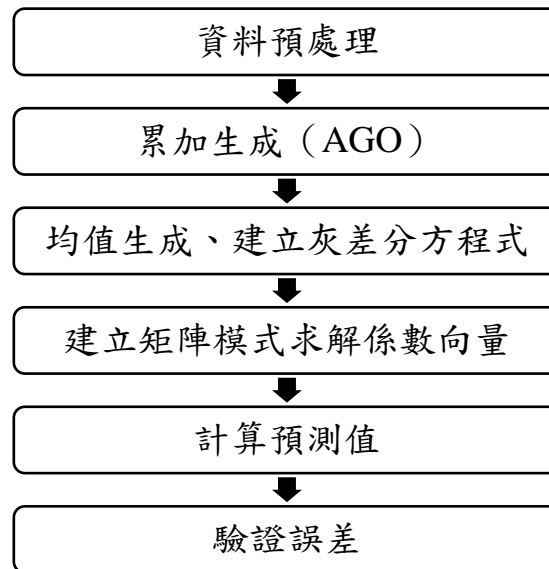 資料預處理
累加生成（AGO）
均值生成、建立灰差分方程式
建立矩陣模式求解係數向量
計算預測值
驗證誤差